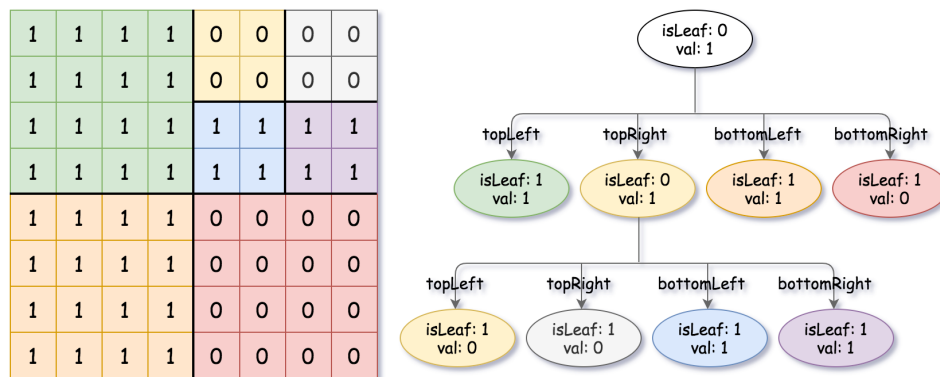 1 1 1 1 0 0 0 0
1 1 1 1 0 0 0 0
1 1 1 1 1 1 1 1
1 1 1 1 1 1 1 1
1 1 1 1 0 0 0 0
1 1 1 1 0 0 0 0
1 1 1 1 0 0 0 0
1 1 1 1 0 0 0 0
isLeaf: 0
val: 1
topLeft topRight bottomLeft bottomRight
isLeaf: 1 isLeaf: 0 isLeaf: 1 isLeaf: 1
val: 1 val: 1 val: 1 val: 0
topLeft topRight bottomLeft bottomRight
isLeaf: 1 isLeaf: 1 isLeaf: 1 isLeaf: 1
val: 0 val: 0 val: 1 val: 1